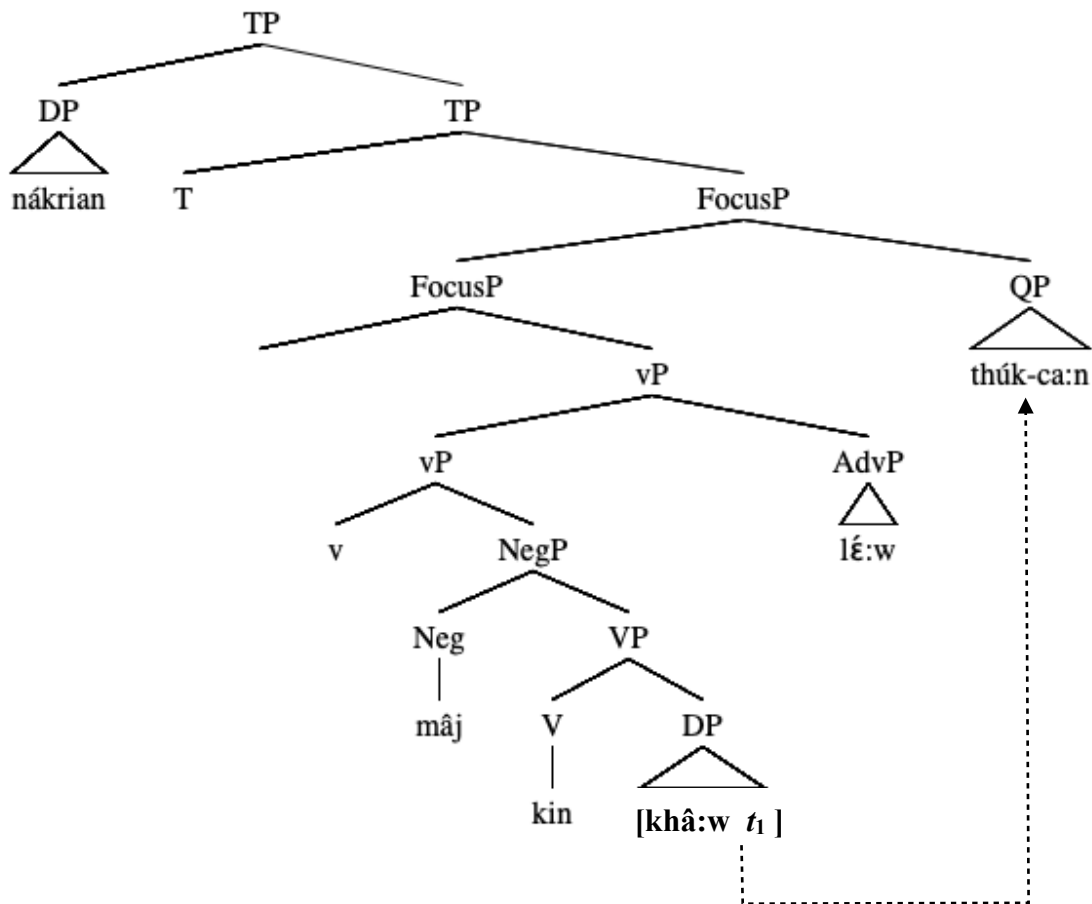 TP
DP TP
nákrian T FocusP
FocusP QP
vP thúk-ca:n
vP AdvP
v NegP lɛ́:w
Neg VP
mâj V DP
kin [khâ:w t₁ ]